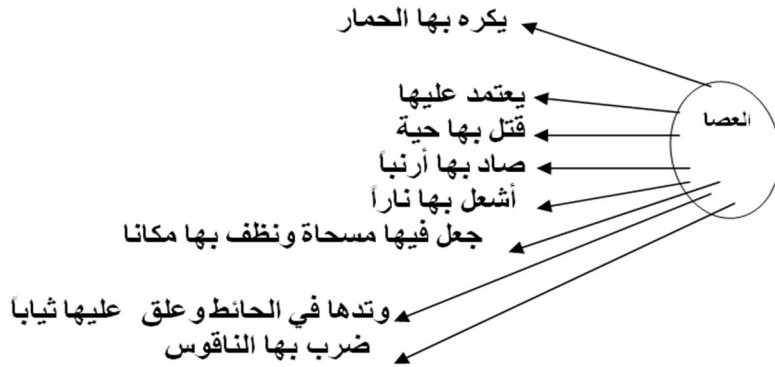 يكره بها الحمار
العصا
يعتمد عليها
قتل بها حية
صاد بها أرنباً
أشعل بها ناراً
جعل فيها مسحاة ونظف بها مكانا
وتدها في الحائط وعلق عليها ثياباً
ضرب بها الناقوس